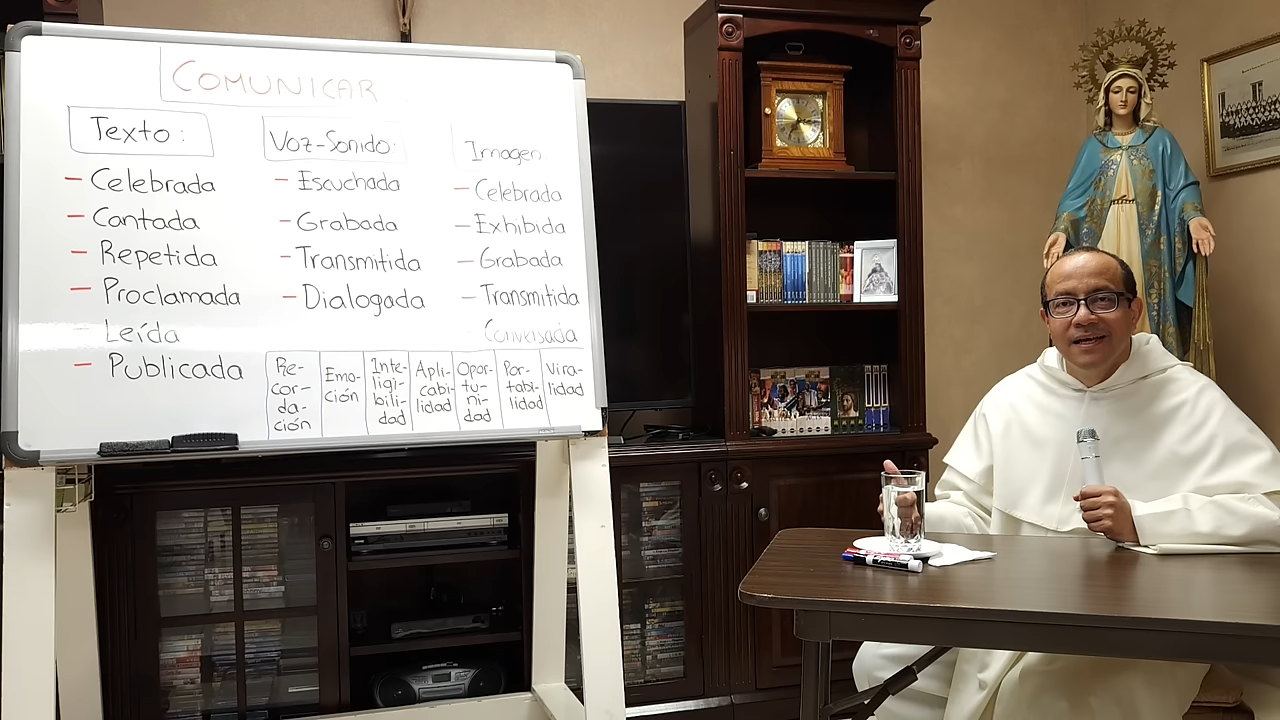 COMUNICAR
Texto:
- Celebrada
- Cantada
- Repetida
- Proclamada
- Leída
- Publicada
Voz-Sonido:
- Escuchada
- Grabada
- Transmitida
- Dialogada
Imagen:
- Celebrada
- Exhibida
- Grabada
- Transmitida
Conversada
Re-
cor-
da-
ción
Emo-
ción
Inte-
ligi-
bili-
dad
Apli-
cabi-
lidad
Opor-
tu-
ni-
dad
Por-
tabi-
lidad
Vira-
lidad